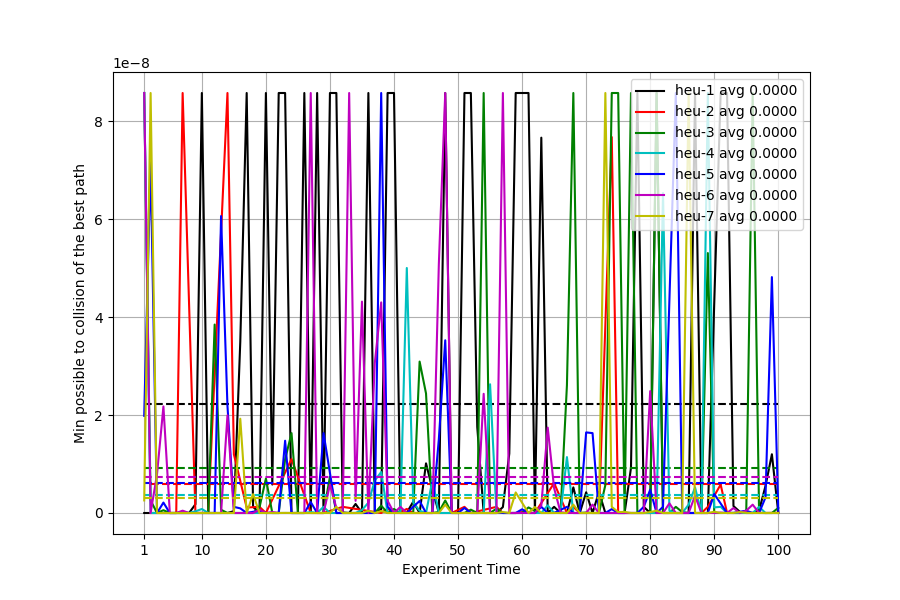 1e−8
8
6
4
2
0
Min possible to collision of the best path
1 10 20 30 40 50 60 70 80 90 100
Experiment Time
heu-1 avg 0.0000
heu-2 avg 0.0000
heu-3 avg 0.0000
heu-4 avg 0.0000
heu-5 avg 0.0000
heu-6 avg 0.0000
heu-7 avg 0.0000